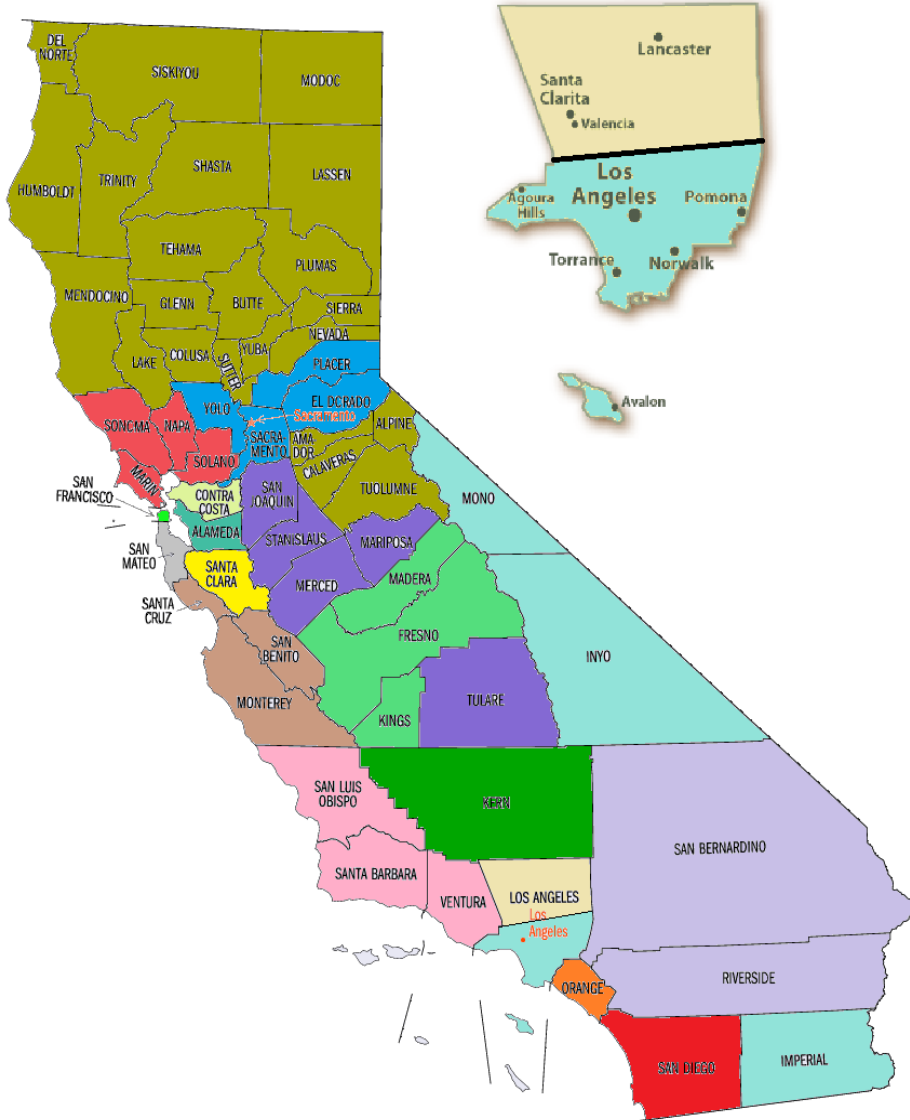 DEL
NORTE
SISKIYOU
MODOC
HUMBOLDT
TRINITY
SHASTA
LASSEN
TEHAMA
PLUMAS
MENDOCINO
GLENN
BUTTE
SIERRA
LAKE
COLUSA
SUTTER
YUBA
NEVADA
PLACER
YOLO
EL DORADO
Sacramento
SONOMA
NAPA
SACRA-
MENTO
AMA
DOR
ALPINE
SOLANO
CALAVERAS
MARIN
SAN
FRANCISCO
CONTRA
COSTA
SAN
JOAQUIN
TUOLUMNE
MONO
ALAMEDA
STANISLAUS
MARIPOSA
SAN
MATEO
SANTA
CLARA
MERCED
MADERA
SANTA
CRUZ
SAN
BENITO
FRESNO
INYO
MONTEREY
KINGS
TULARE
SAN LUIS
OBISPO
KERN
SAN BERNARDINO
SANTA BARBARA
VENTURA
LOS ANGELES
Los
Angeles
ORANGE
RIVERSIDE
SAN DIEGO
IMPERIAL
Lancaster
Santa
Clarita
Valencia
Los
Angeles
Agoura
Hills
Pomona
Torrance
Norwalk
Avalon